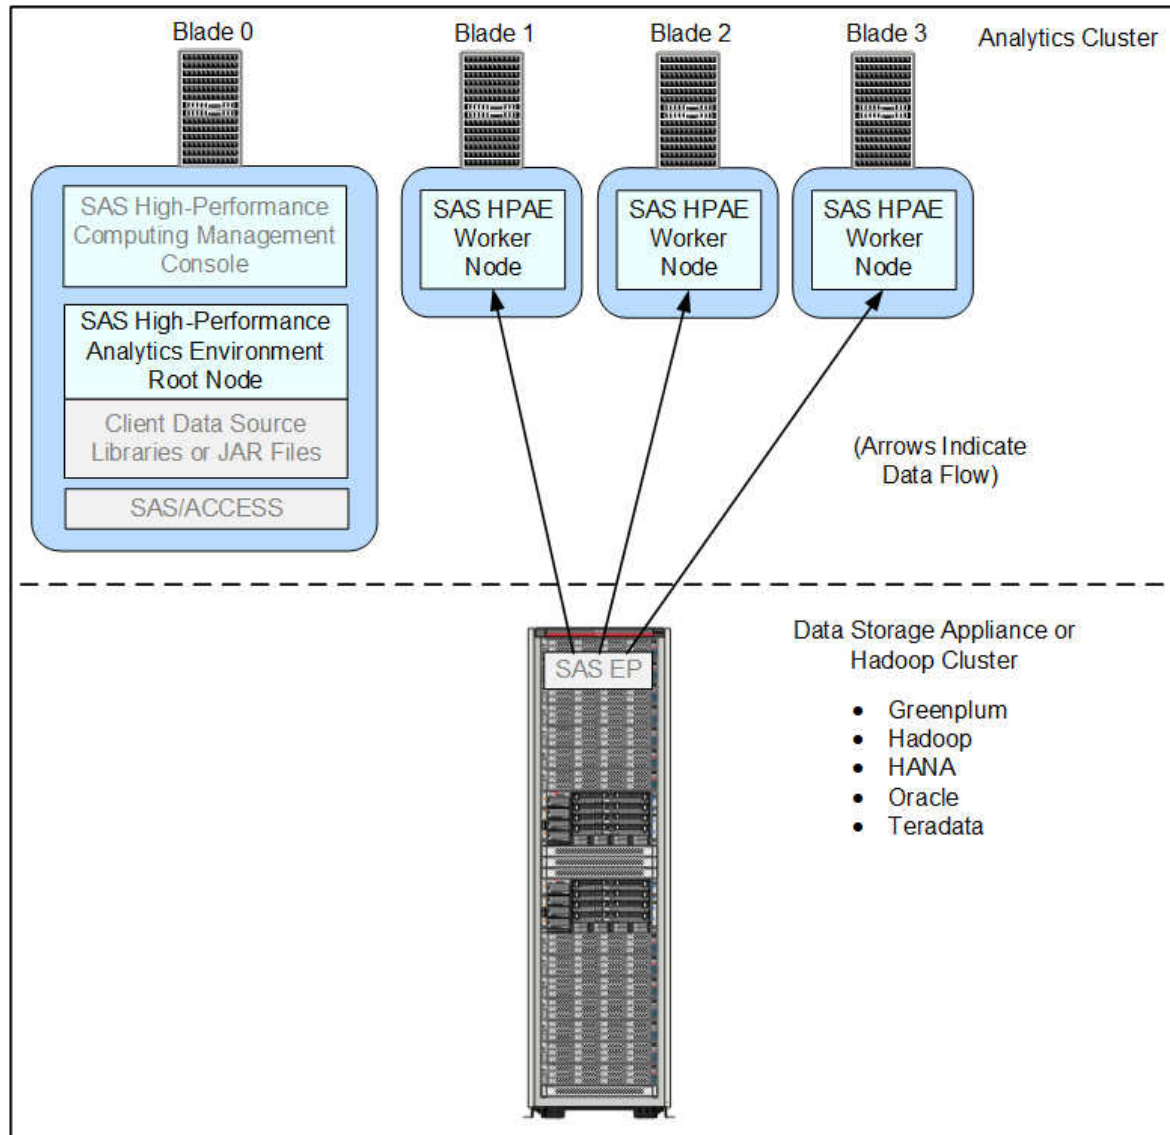 Blade 0
Blade 1
Blade 2
Blade 3
Analytics Cluster
SAS High-Performance
Computing Management
Console
SAS High-Performance
Analytics Environment
Root Node
Client Data Source
Libraries or JAR Files
SAS/ACCESS
SAS HPAE
Worker
Node
SAS HPAE
Worker
Node
SAS HPAE
Worker
Node
(Arrows Indicate
Data Flow)
SAS EP
Data Storage Appliance or
Hadoop Cluster
• Greenplum
• Hadoop
• HANA
• Oracle
• Teradata